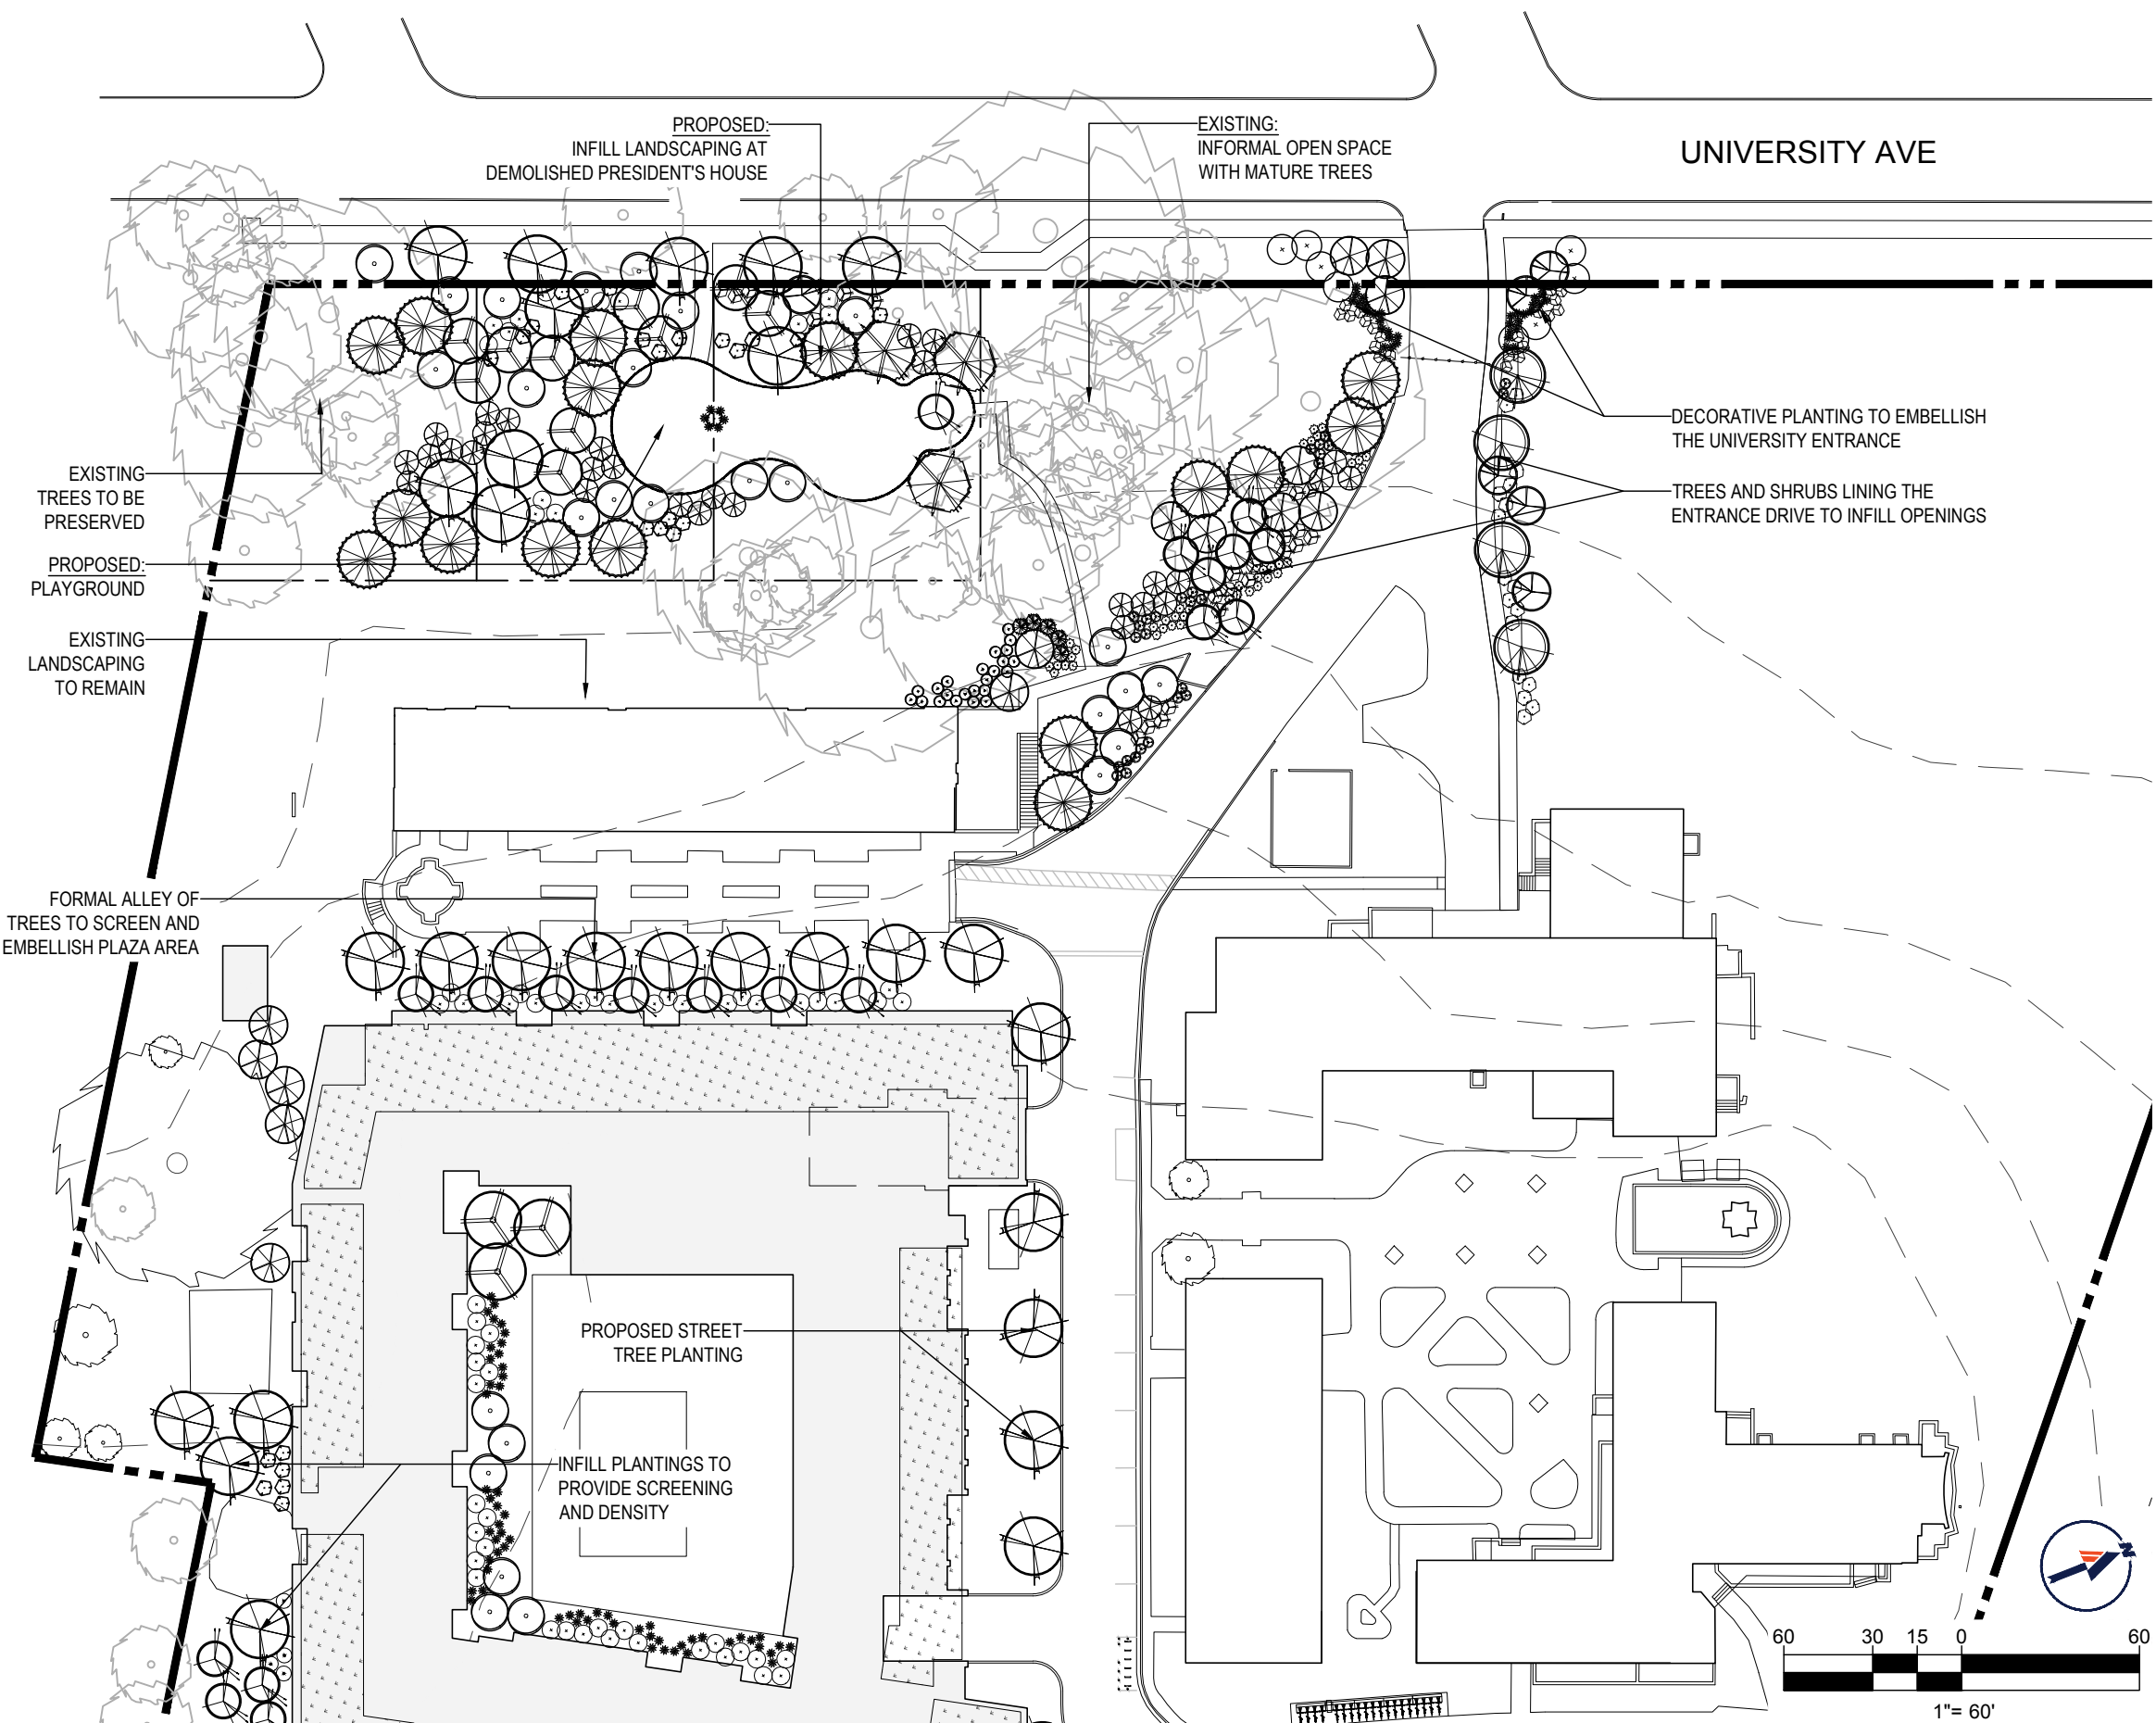 PROPOSED:
INFILL LANDSCAPING AT
DEMOLISHED PRESIDENT'S HOUSE
EXISTING:
INFORMAL OPEN SPACE
WITH MATURE TREES
UNIVERSITY AVE
DECORATIVE PLANTING TO EMBELLISH
THE UNIVERSITY ENTRANCE
EXISTING
TREES TO BE
PRESERVED
TREES AND SHRUBS LINING THE
ENTRANCE DRIVE TO INFILL OPENINGS
PROPOSED:
PLAYGROUND
EXISTING
LANDSCAPING
TO REMAIN
FORMAL ALLEY OF
TREES TO SCREEN AND
EMBELLISH PLAZA AREA
PROPOSED STREET
TREE PLANTING
INFILL PLANTINGS TO
PROVIDE SCREENING
AND DENSITY
N
60 30 15 0 60
1"= 60'